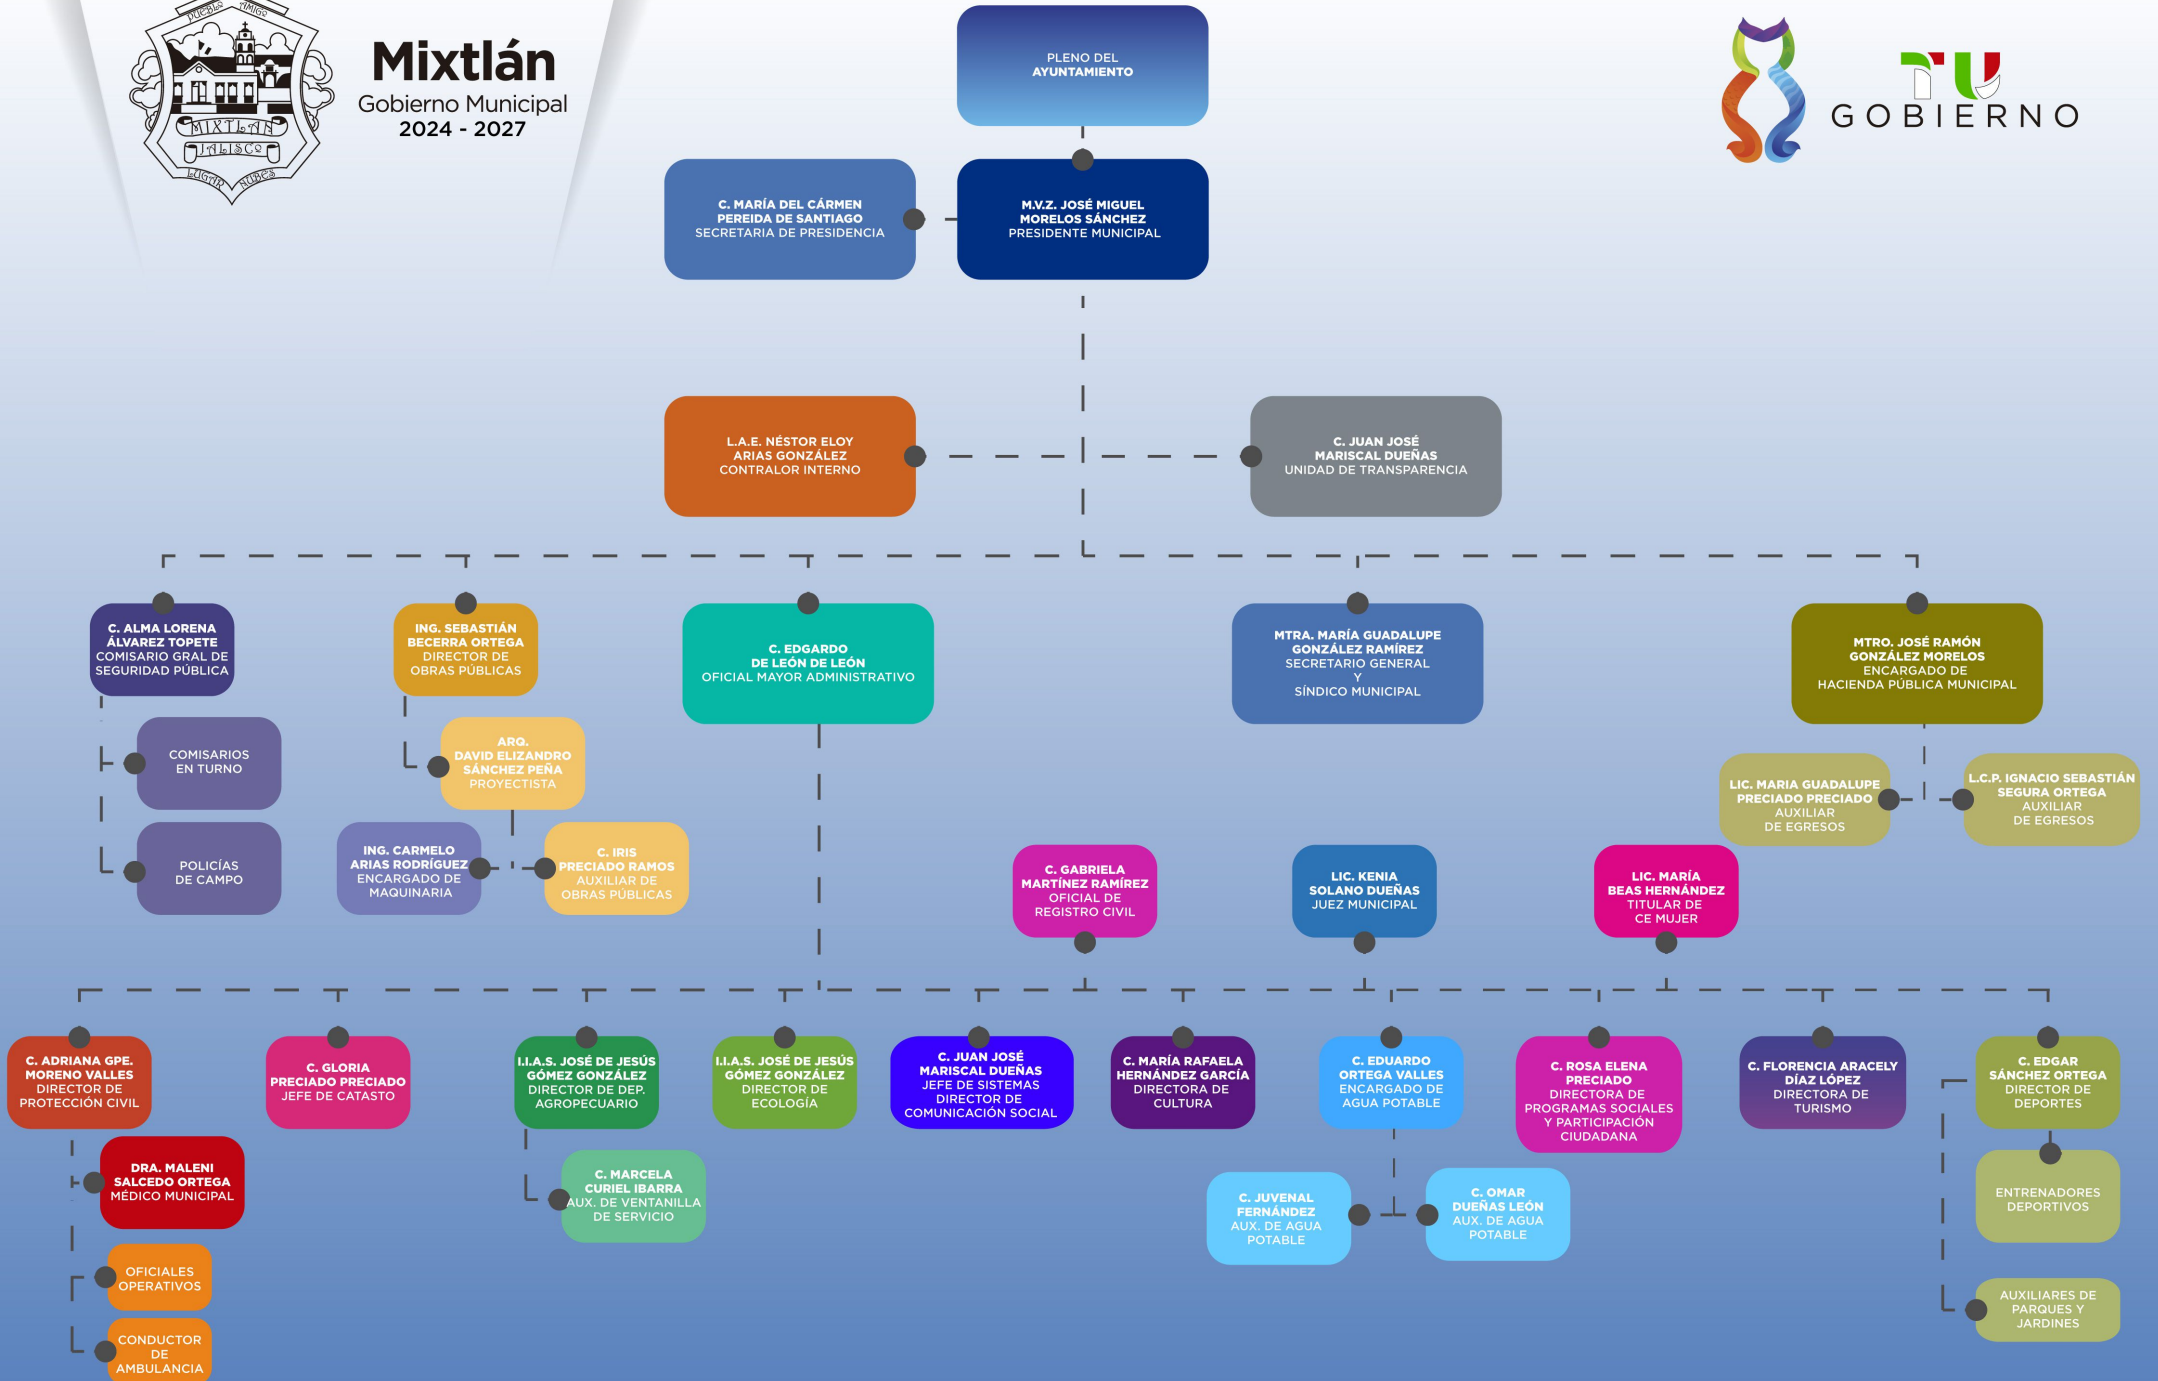 PUEBLO AMIGO
MIXTLAN
JALISCO
LUGAR NUBES
Mixtlán
Gobierno Municipal
2024 - 2027
PLENO DEL
AYUNTAMIENTO
TU
GOBIERNO
C. MARÍA DEL CÁRMEN
PEREIDA DE SANTIAGO
SECRETARIA DE PRESIDENCIA
M.V.Z. JOSÉ MIGUEL
MORELOS SÁNCHEZ
PRESIDENTE MUNICIPAL
L.A.E. NÉSTOR ELOY
ARIAS GONZÁLEZ
CONTRALOR INTERNO
C. JUAN JOSÉ
MARISCAL DUEÑAS
UNIDAD DE TRANSPARENCIA
C. ALMA LORENA
ÁLVAREZ TOPETE
COMISARIO GRAL DE
SEGURIDAD PÚBLICA
ING. SEBASTIÁN
BECERRA ORTEGA
DIRECTOR DE
OBRAS PÚBLICAS
C. EDGARDO
DE LEÓN DE LEÓN
OFICIAL MAYOR ADMINISTRATIVO
MTRA. MARÍA GUADALUPE
GONZÁLEZ RAMÍREZ
SECRETARIO GENERAL
Y
SÍNDICO MUNICIPAL
MTRO. JOSÉ RAMÓN
GONZÁLEZ MORELOS
ENCARGADO DE
HACIENDA PÚBLICA MUNICIPAL
COMISARIOS
EN TURNO
ARQ.
DAVID ELIZANDRO
SÁNCHEZ PEÑA
PROYECTISTA
LIC. MARIA GUADALUPE
PRECIADO PRECIADO
AUXILIAR
DE EGRESOS
L.C.P. IGNACIO SEBASTIÁN
SEGURA ORTEGA
AUXILIAR
DE EGRESOS
POLICÍAS
DE CAMPO
ING. CARMELO
ARIAS RODRÍGUEZ
ENCARGADO DE
MAQUINARIA
C. IRIS
PRECIADO RAMOS
AUXILIAR DE
OBRAS PÚBLICAS
C. GABRIELA
MARTÍNEZ RAMÍREZ
OFICIAL DE
REGISTRO CIVIL
LIC. KENIA
SOLANO DUEÑAS
JUEZ MUNICIPAL
LIC. MARÍA
BEAS HERNÁNDEZ
TITULAR DE
CE MUJER
C. ADRIANA GPE.
MORENO VALLES
DIRECTOR DE
PROTECCIÓN CIVIL
C. GLORIA
PRECIADO PRECIADO
JEFE DE CATASTO
I.I.A.S. JOSÉ DE JESÚS
GÓMEZ GONZÁLEZ
DIRECTOR DE DEP.
AGROPECUARIO
I.I.A.S. JOSÉ DE JESÚS
GÓMEZ GONZÁLEZ
DIRECTOR DE
ECOLOGÍA
C. JUAN JOSÉ
MARISCAL DUEÑAS
JEFE DE SISTEMAS
DIRECTOR DE
COMUNICACIÓN SOCIAL
C. MARÍA RAFAELA
HERNÁNDEZ GARCÍA
DIRECTORA DE
CULTURA
C. EDUARDO
ORTEGA VALLES
ENCARGADO DE
AGUA POTABLE
C. ROSA ELENA
PRECIADO
DIRECTORA DE
PROGRAMAS SOCIALES
Y PARTICIPACIÓN
CIUDADANA
C. FLORENCIA ARACELY
DÍAZ LÓPEZ
DIRECTORA DE
TURISMO
C. EDGAR
SÁNCHEZ ORTEGA
DIRECTOR DE
DEPORTES
DRA. MALENI
SALCEDO ORTEGA
MÉDICO MUNICIPAL
C. MARCELA
CURIEL IBARRA
AUX. DE VENTANILLA
DE SERVICIO
C. JUVENAL
FERNÁNDEZ
AUX. DE AGUA
POTABLE
C. OMAR
DUEÑAS LEÓN
AUX. DE AGUA
POTABLE
ENTRENADORES
DEPORTIVOS
OFICIALES
OPERATIVOS
AUXILIARES DE
PARQUES Y
JARDINES
CONDUCTOR
DE
AMBULANCIA